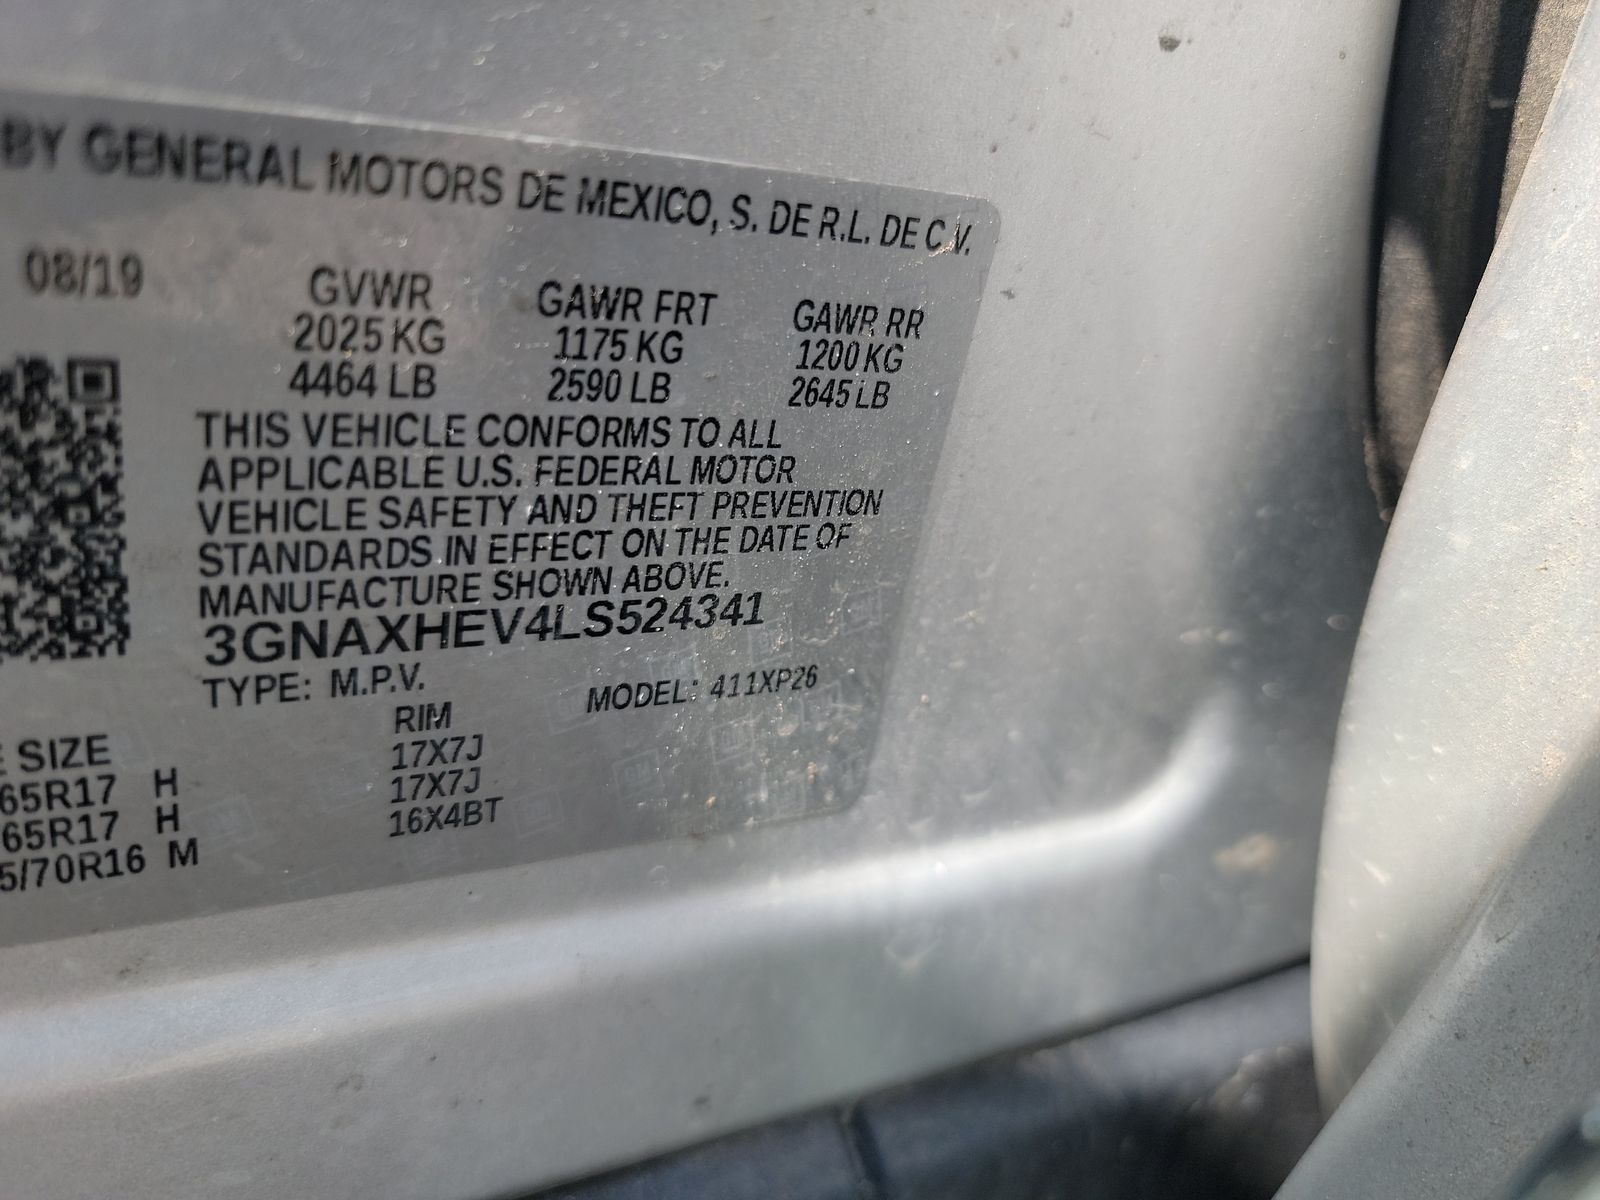 BY GENERAL MOTORS DE MEXICO, S. DE R.L. DE C.V.
08/19 GVWR GAWR FRT GAWR RR
2025 KG 1175 KG 1200 KG
4464 LB 2590 LB 2645 LB
THIS VEHICLE CONFORMS TO ALL
APPLICABLE U.S. FEDERAL MOTOR
VEHICLE SAFETY AND THEFT PREVENTION
STANDARDS IN EFFECT ON THE DATE OF
MANUFACTURE SHOWN ABOVE.
3GNAXHEV4LS524341
TYPE: M.P.V. MODEL: 411XP26
SIZE RIM
65R17 H 17X7J
65R17 H 17X7J
5/70R16 M 16X4BT